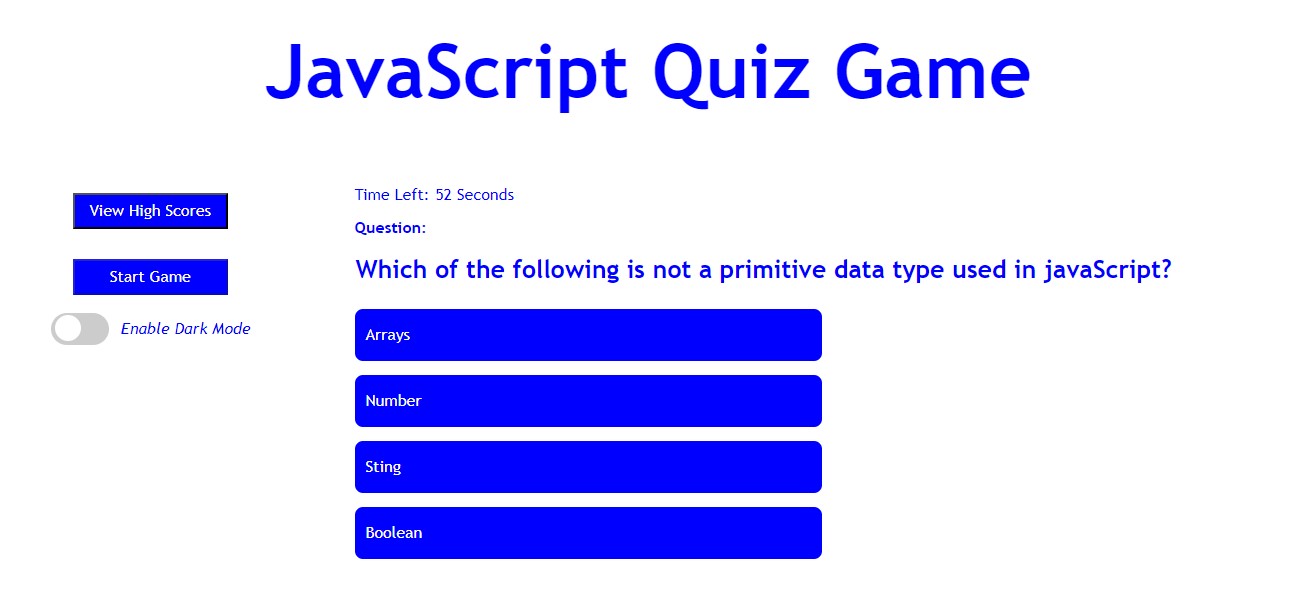 JavaScript Quiz Game
View High Scores
Start Game
Enable Dark Mode
Time Left: 52 Seconds
Question:
Which of the following is not a primitive data type used in javaScript?
Arrays
Number
Sting
Boolean